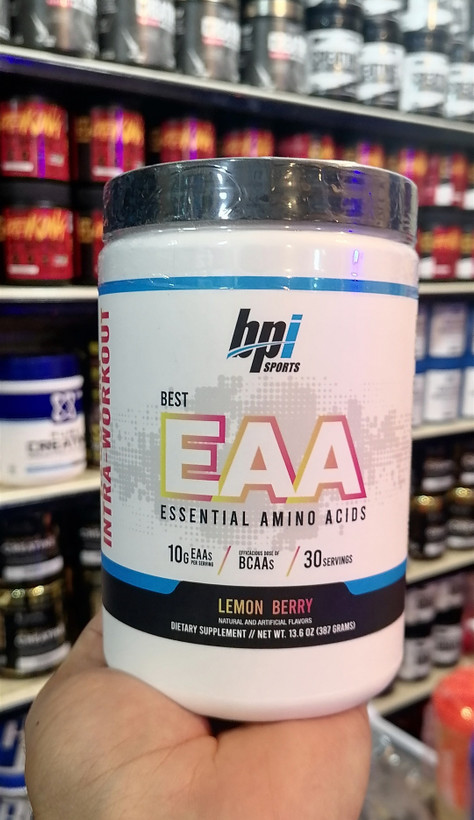 bpi
SPORTS
INTRA-WORKOUT
BEST
EAA
ESSENTIAL AMINO ACIDS
10G EAAs PER SERVING / EFFICACIOUS DOSE OF BCAAs / 30 SERVINGS
LEMON BERRY
NATURAL AND ARTIFICIAL FLAVORS
DIETARY SUPPLEMENT // NET WT. 13.6 OZ (387 GRAMS)